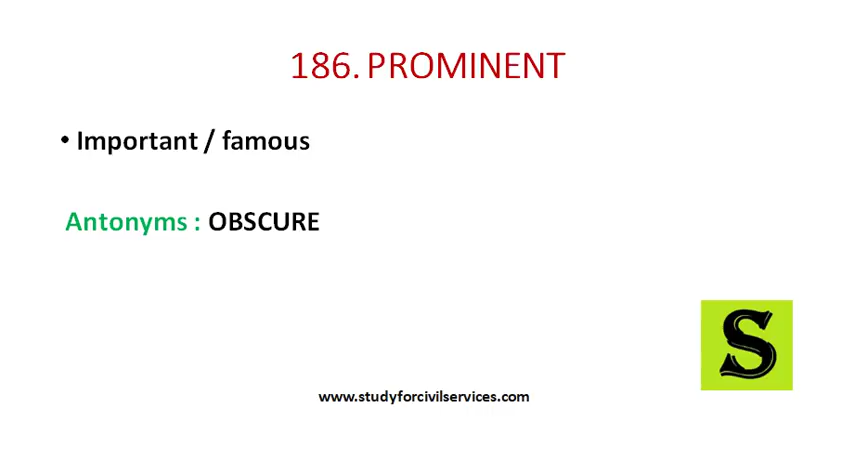 186. PROMINENT
• Important / famous
Antonyms : OBSCURE
S
www.studyforcivilservices.com